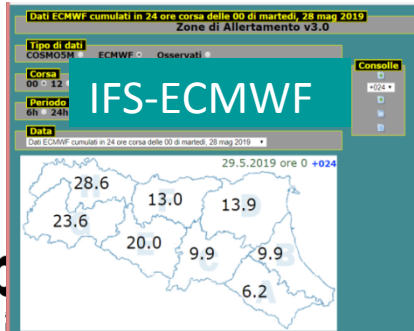 Dati ECMWF cumulati in 24 ore corsa delle 00 di martedi, 28 mag 2019
Zone di Allertamento v3.0
Tipo di dati
COSMO5M ECMWF Osservati
Consolle
Corsa
00 12
+024
IFS-ECMWF
Periodo
6h 24h
Data
Dati ECMWF cumulati in 24 ore corsa delle 00 di martedi, 28 mag 2019
29.5.2019 ore 0 +024
28.6
13.0
13.9
23.6
20.0
9.9
9.9
6.2
H
F
D
G
E
C
B
A